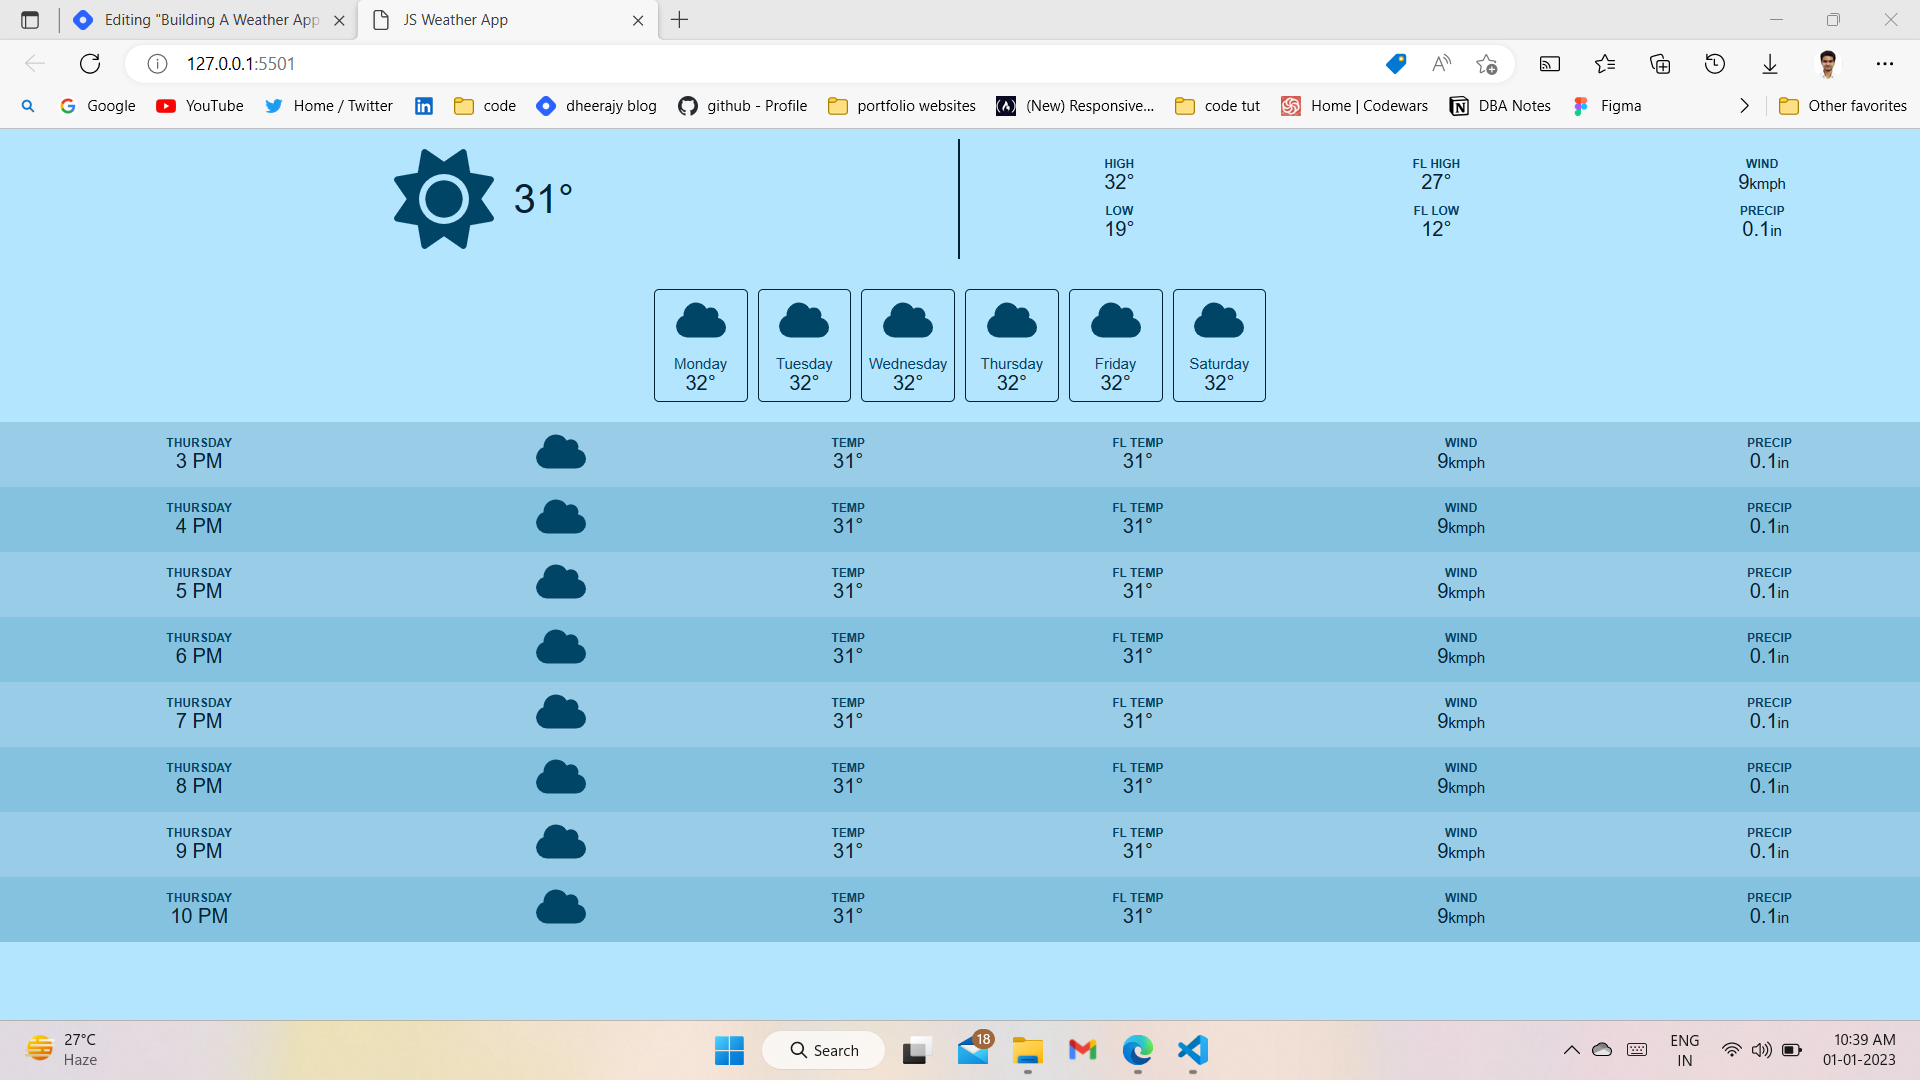 Editing "Building A Weather App
JS Weather App
127.0.0.1:5501
Google
YouTube
Home / Twitter
code
dheerajy blog
github - Profile
portfolio websites
(New) Responsive...
code tut
Home | Codewars
DBA Notes
Figma
Other favorites
31°
HIGH
32°
LOW
19°
FL HIGH
27°
FL LOW
12°
WIND
9kmph
PRECIP
0.1in
Monday
32°
Tuesday
32°
Wednesday
32°
Thursday
32°
Friday
32°
Saturday
32°
THURSDAY TEMP FL TEMP WIND PRECIP
3 PM 31° 31° 9kmph 0.1in
THURSDAY TEMP FL TEMP WIND PRECIP
4 PM 31° 31° 9kmph 0.1in
THURSDAY TEMP FL TEMP WIND PRECIP
5 PM 31° 31° 9kmph 0.1in
THURSDAY TEMP FL TEMP WIND PRECIP
6 PM 31° 31° 9kmph 0.1in
THURSDAY TEMP FL TEMP WIND PRECIP
7 PM 31° 31° 9kmph 0.1in
THURSDAY TEMP FL TEMP WIND PRECIP
8 PM 31° 31° 9kmph 0.1in
THURSDAY TEMP FL TEMP WIND PRECIP
9 PM 31° 31° 9kmph 0.1in
THURSDAY TEMP FL TEMP WIND PRECIP
10 PM 31° 31° 9kmph 0.1in
27°C
Haze
Search
18
ENG
IN
10:39 AM
01-01-2023